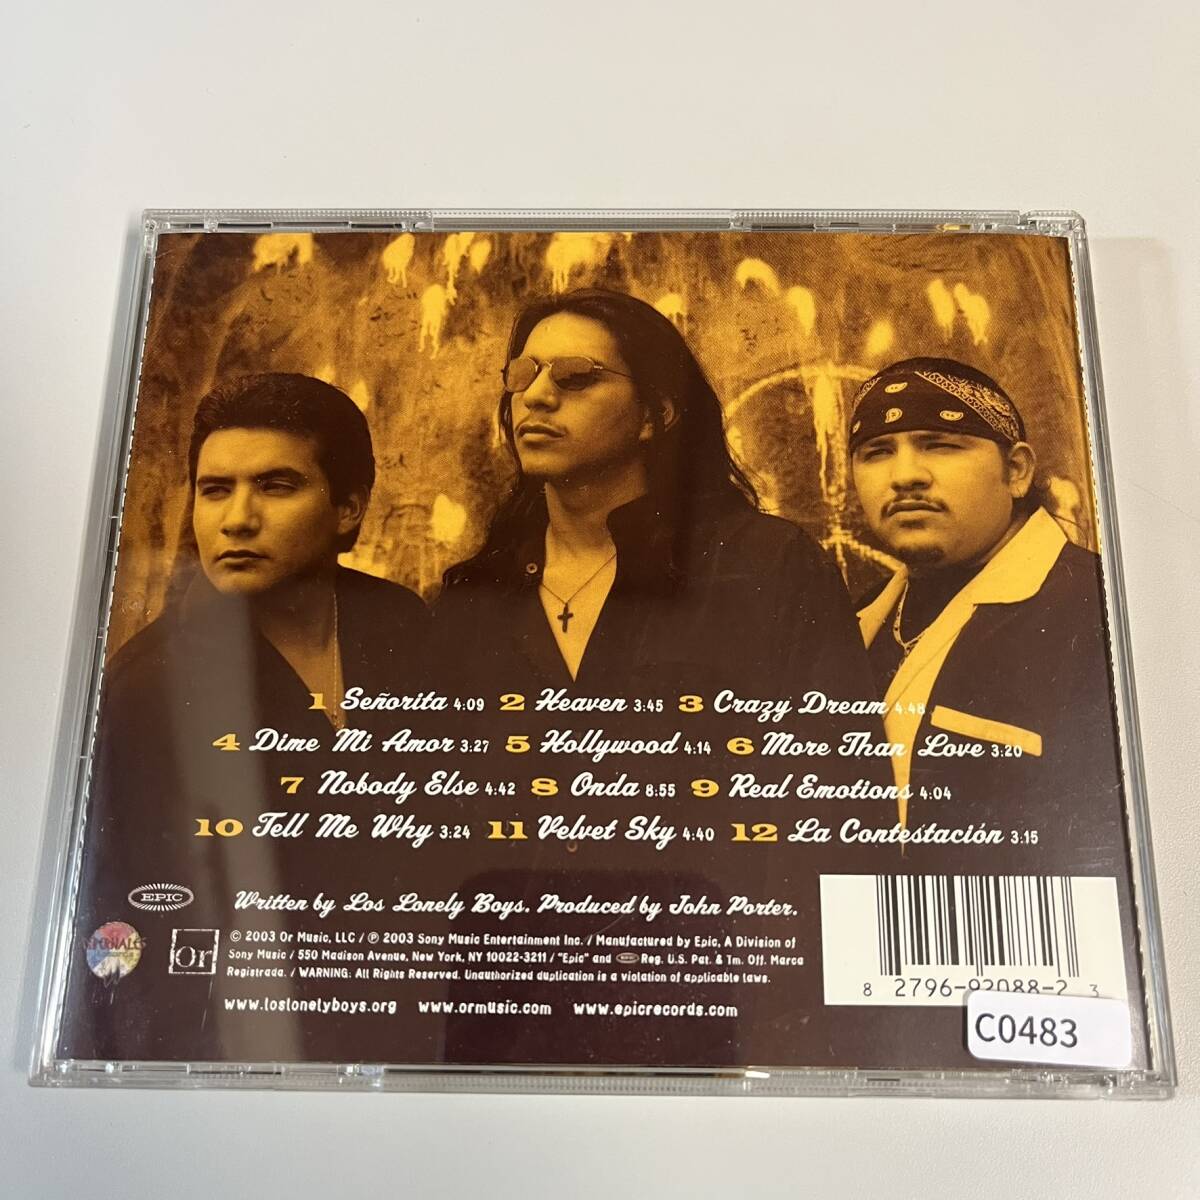 1 Señorita 4:09 2 Heaven 3:45 3 Crazy Dream 4:48
4 Dime Mi Amor 3:27 5 Hollywood 4:14 6 More Than Love 3:20
7 Nobody Else 4:42 8 Onda 8:55 9 Real Emotions 4:04
10 Tell Me Why 3:24 11 Velvet Sky 4:40 12 La Contestación 3:15
EPIC
Written by Los Lonely Boys. Produced by John Porter.
Or
© 2003 Or Music, LLC / ℗ 2003 Sony Music Entertainment Inc. / Manufactured by Epic, A Division of
Sony Music / 550 Madison Avenue, New York, NY 10022-3211 / "Epic" and EPIC Reg. U.S. Pat. & Tm. Off. Marca
Registrada. / WARNING: All Rights Reserved. Unauthorized duplication is a violation of applicable laws.
www.loslonelyboys.org www.ormusic.com www.epicrecords.com
8 2796-92088-2 3
C0483